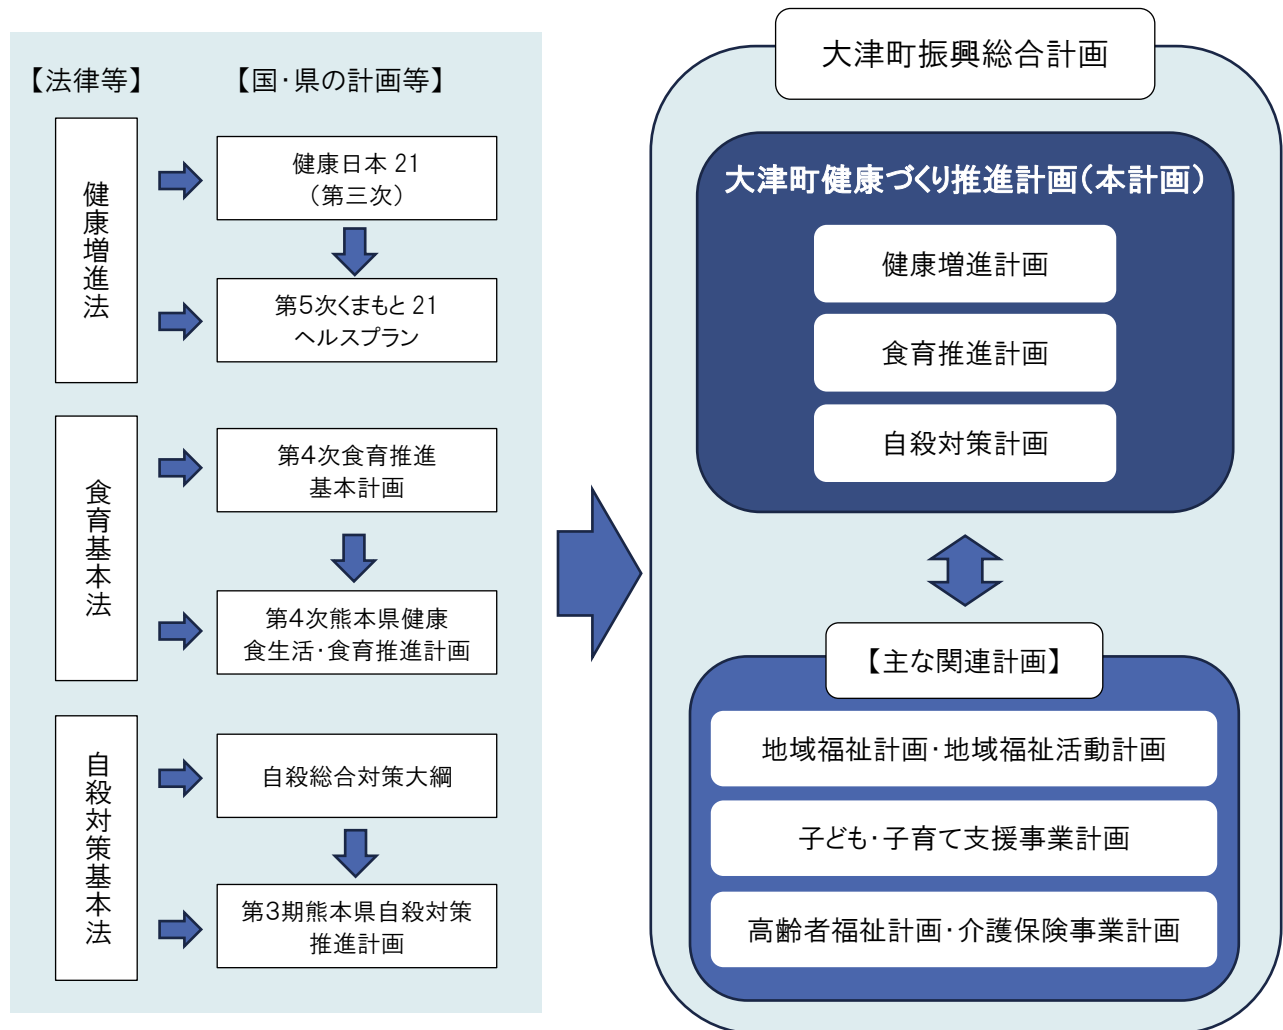 【法律等】
【国・県の計画等】
健康増進法
健康日本 21
（第三次）
第5次くまもと 21
ヘルスプラン
食育基本法
第4次食育推進
基本計画
第4次熊本県健康
食生活・食育推進計画
自殺対策基本法
自殺総合対策大綱
第3期熊本県自殺対策
推進計画
大津町振興総合計画
大津町健康づくり推進計画（本計画）
健康増進計画
食育推進計画
自殺対策計画
【主な関連計画】
地域福祉計画・地域福祉活動計画
子ども・子育て支援事業計画
高齢者福祉計画・介護保険事業計画